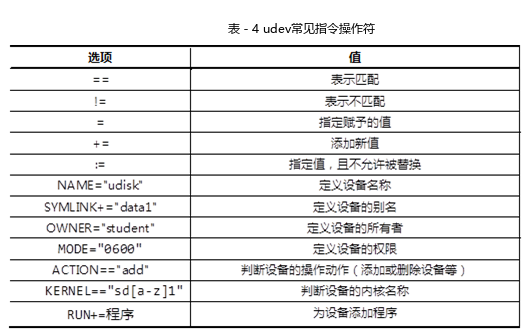 表 - 4 udev常见指令操作符
选项 值
== 表示匹配
!= 表示不匹配
= 指定赋予的值
+= 添加新值
:= 指定值，且不允许被替换
NAME="udisk" 定义设备名称
SYMLINK+="data1" 定义设备的别名
OWNER="student" 定义设备的所有者
MODE="0600" 定义设备的权限
ACTION=="add" 判断设备的操作动作（添加或删除设备等）
KERNEL=="sd[a-z]1" 判断设备的内核名称
RUN+=程序 为设备添加程序